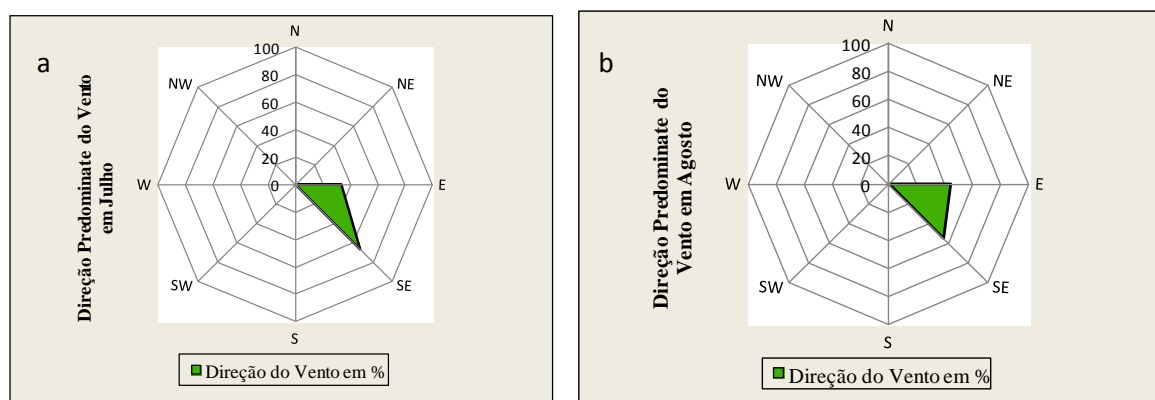 a
Direção Predominate do Vento
em Julho
N
100
80
60
40
20
0
NE
E
SE
S
SW
W
NW
Direção do Vento em %
b
Direção Predominate do
Vento em Agosto
N
100
80
60
40
20
0
NE
E
SE
S
SW
W
NW
Direção do Vento em %